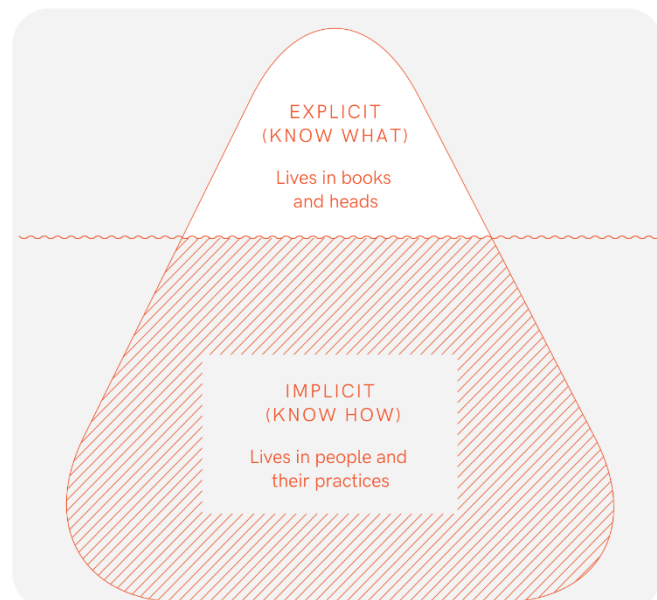 EXPLICIT
(KNOW WHAT)
Lives in books
and heads
IMPLICIT
(KNOW HOW)
Lives in people and
their practices